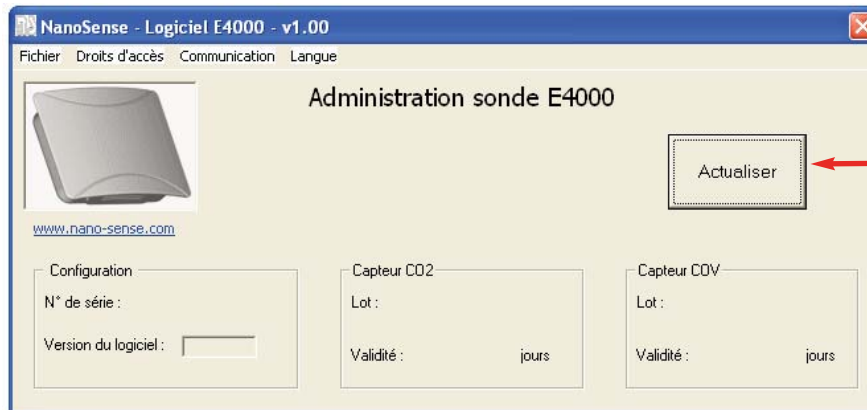 NanoSense - Logiciel E4000 - v1.00
Fichier Droits d'accès Communication Langue
Administration sonde E4000
Actualiser
www.nano-sense.com
Configuration
N° de série :
Version du logiciel :
Capteur CO2
Lot :
Validité : jours
Capteur COV
Lot :
Validité : jours